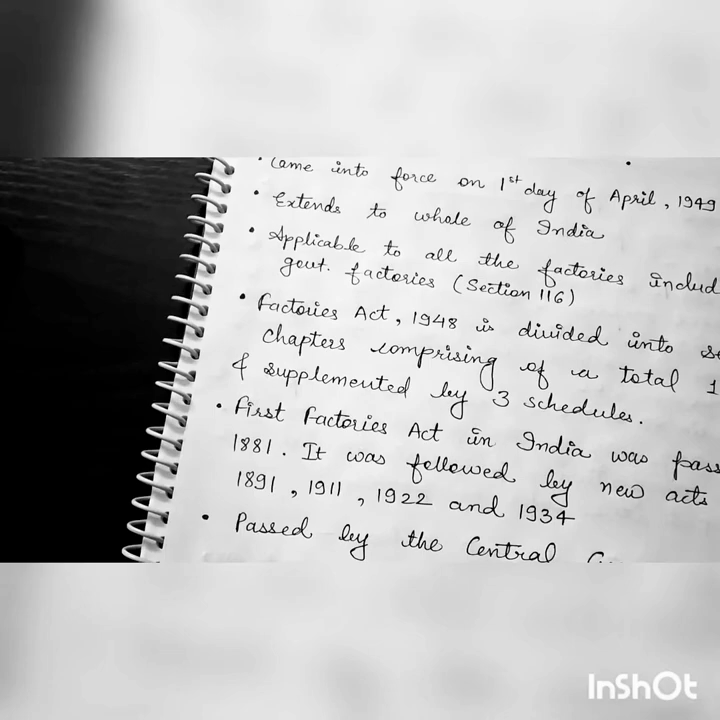 • Came into force on 1st day of April, 1949
• Extends to whole of India
• Applicable to all the factories includ
govt. factories (Section 116)
• Factories Act, 1948 is divided into
chapters comprising of a total 1
& supplemented by 3 schedules.
• First Factories Act in India was pass
1881. It was followed by new acts
1891, 1911, 1922 and 1934
• Passed by the Central
InShOt